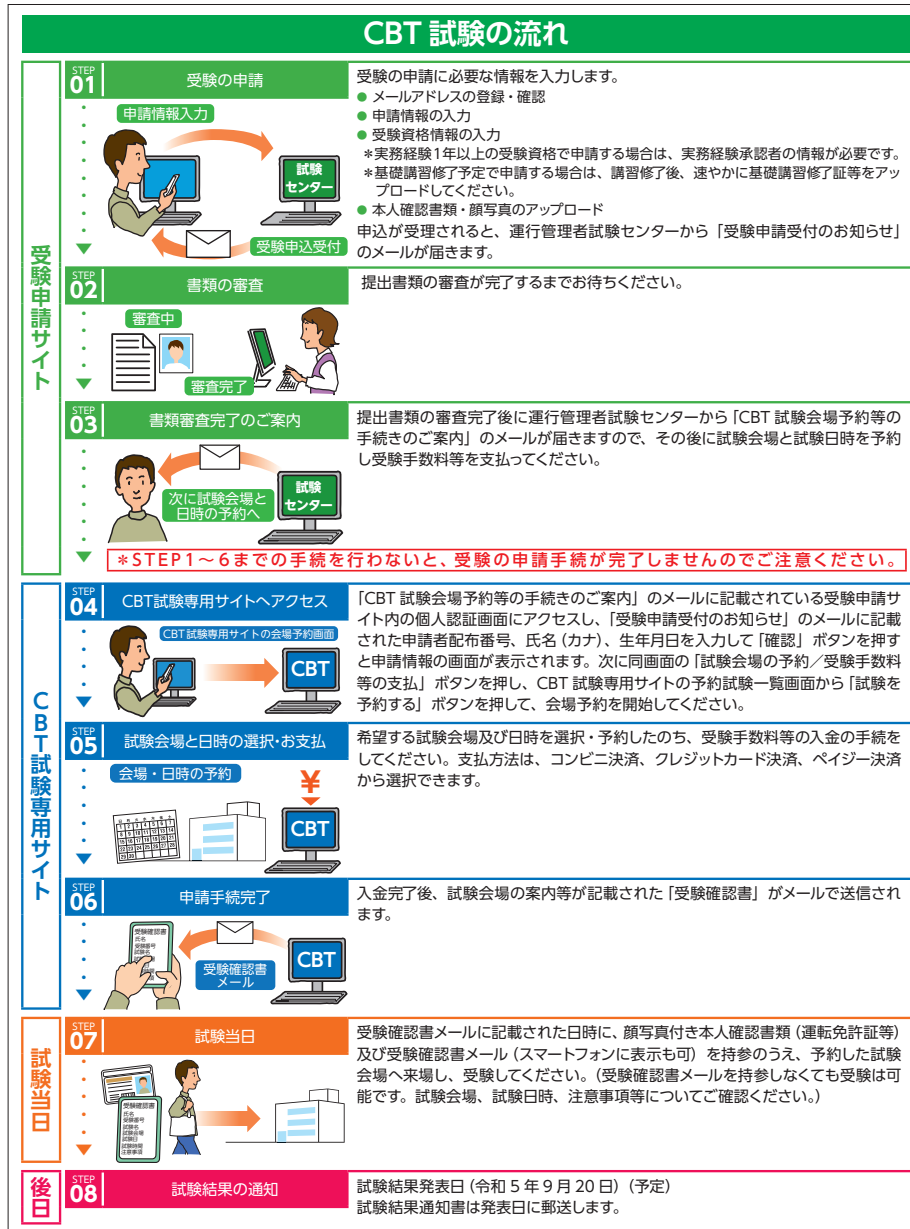 CBT 試験の流れ
受験申請サイト
STEP
01
受験の申請
申請情報入力
試験
センター
受験申込受付
受験の申請に必要な情報を入力します。
● メールアドレスの登録・確認
● 申請情報の入力
● 受験資格情報の入力
＊実務経験1年以上の受験資格で申請する場合は、実務経験承認者の情報が必要です。
＊基礎講習修了予定で申請する場合は、講習修了後、速やかに基礎講習修了証等をアッ
プロードしてください。
● 本人確認書類・顔写真のアップロード
申込が受理されると、運行管理者試験センターから「受験申請受付のお知らせ」
のメールが届きます。
STEP
02
書類の審査
審査中
審査完了
提出書類の審査が完了するまでお待ちください。
STEP
03
書類審査完了のご案内
試験
センター
次に試験会場と
日時の予約へ
提出書類の審査完了後に運行管理者試験センターから「CBT 試験会場予約等の
手続きのご案内」のメールが届きますので、その後に試験会場と試験日時を予約
し受験手数料等を支払ってください。
＊STEP1～6までの手続を行わないと、受験の申請手続が完了しませんのでご注意ください。
CBT試験専用サイト
STEP
04
CBT試験専用サイトへアクセス
CBT試験専用サイトの会場予約画面
CBT
「CBT 試験会場予約等の手続きのご案内」のメールに記載されている受験申請サ
イト内の個人認証画面にアクセスし、「受験申請受付のお知らせ」のメールに記載
された申請者配布番号、氏名（カナ）、生年月日を入力して「確認」ボタンを押す
と申請情報の画面が表示されます。次に同画面の「試験会場の予約／受験手数料
等の支払」ボタンを押し、CBT 試験専用サイトの予約試験一覧画面から「試験を
予約する」ボタンを押して、会場予約を開始してください。
STEP
05
試験会場と日時の選択・お支払
会場・日時の予約
¥
CBT
希望する試験会場及び日時を選択・予約したのち、受験手数料等の入金の手続を
してください。支払方法は、コンビニ決済、クレジットカード決済、ペイジー決済
から選択できます。
STEP
06
申請手続完了
受験確認書
氏名
受験番号
試験名
CBT
受験確認書
メール
入金完了後、試験会場の案内等が記載された「受験確認書」がメールで送信され
ます。
試験当日
STEP
07
試験当日
受験確認書
氏名
受験番号
試験名
試験会場
試験日
試験時間
注意事項
受験確認書メールに記載された日時に、顔写真付き本人確認書類（運転免許証等）
及び受験確認書メール（スマートフォンに表示も可）を持参のうえ、予約した試験
会場へ来場し、受験してください。（受験確認書メールを持参しなくても受験は可
能です。試験会場、試験日時、注意事項等についてご確認ください。）
後日
STEP
08
試験結果の通知
試験結果発表日（令和 5 年 9 月 20 日）（予定）
試験結果通知書は発表日に郵送します。